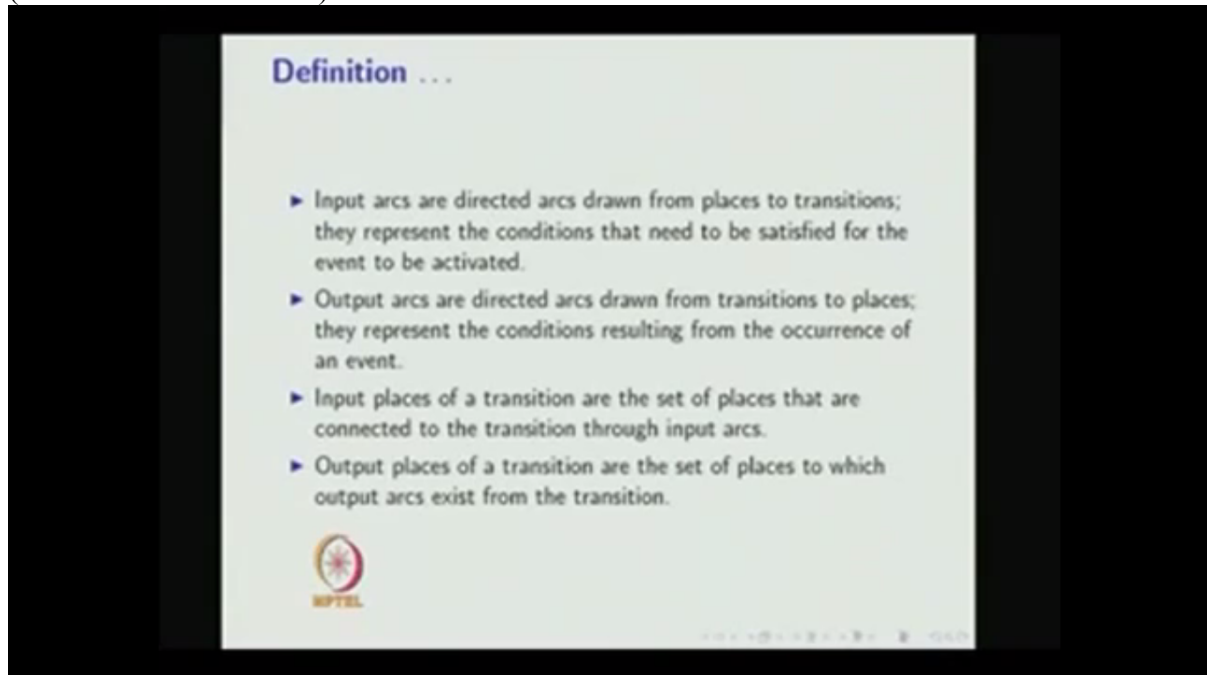 Definition ...
► Input arcs are directed arcs drawn from places to transitions;
they represent the conditions that need to be satisfied for the
event to be activated.
► Output arcs are directed arcs drawn from transitions to places;
they represent the conditions resulting from the occurrence of
an event.
► Input places of a transition are the set of places that are
connected to the transition through input arcs.
► Output places of a transition are the set of places to which
output arcs exist from the transition.
NPTEL